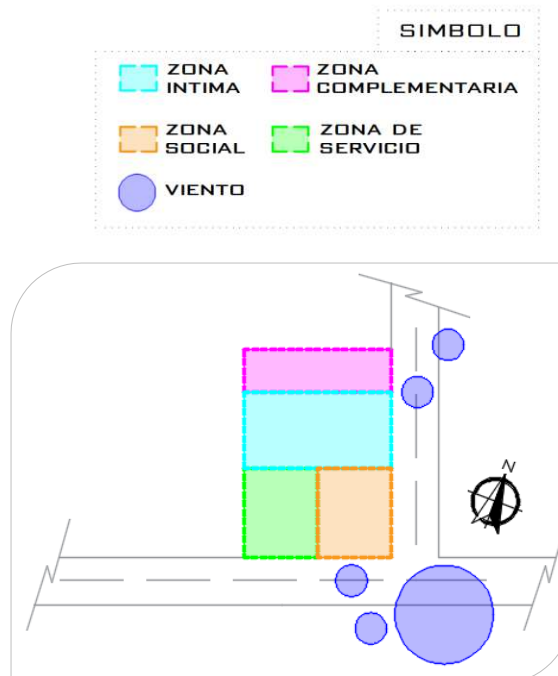 SIMBOLO
ZONA
INTIMA
ZONA
COMPLEMENTARIA
ZONA
SOCIAL
ZONA DE
SERVICIO
VIENTO
N